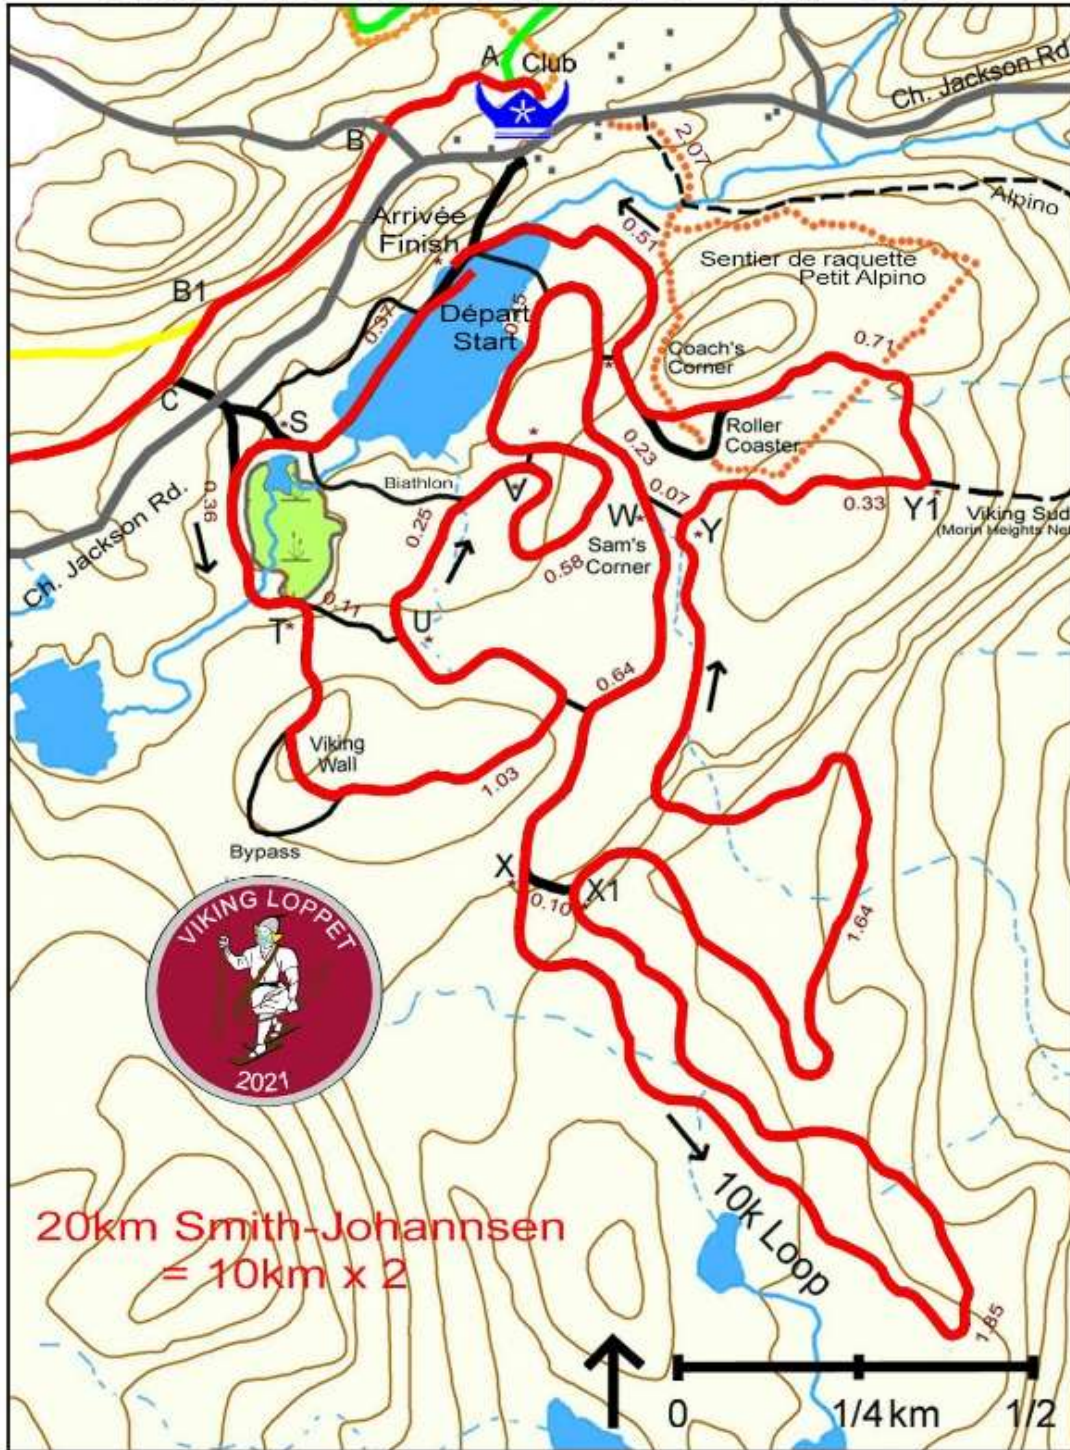 A
Club
Ch. Jackson Rd
B
2.07
Arrivée
Finish
Alpino
0.51
Sentier de raquette
Petit Alpino
B1
0.37
Départ
Start
Coach's
Corner
0.71
C
S
Roller
Coaster
0.23
Biathlon
V
0.07
0.36
0.25
W
Y
0.33
Y1
Viking Sud
(Morin Heights Net
Ch. Jackson Rd.
Sam's
Corner
0.58
0.11
T
U
0.64
Viking
Wall
1.03
Bypass
X
X1
0.10
1.64
VIKING LOPPET
2021
10k Loop
20km Smith-Johannsen
= 10km x 2
1.85
0
1/4 km
1/2